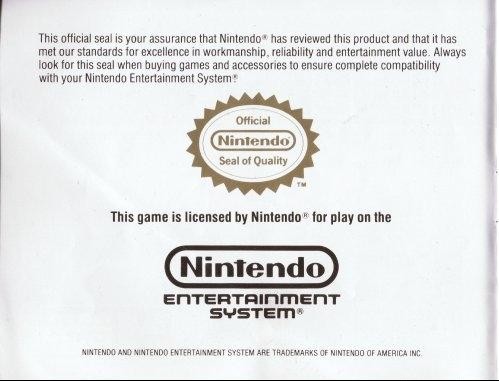 This official seal is your assurance that Nintendo® has reviewed this product and that it has
met our standards for excellence in workmanship, reliability and entertainment value. Always
look for this seal when buying games and accessories to ensure complete compatibility
with your Nintendo Entertainment System®
Official
Nintendo®
Seal of Quality
TM
This game is licensed by Nintendo® for play on the
Nintendo
ENTERTAINMENT
SYSTEM®
NINTENDO AND NINTENDO ENTERTAINMENT SYSTEM ARE TRADEMARKS OF NINTENDO OF AMERICA INC.